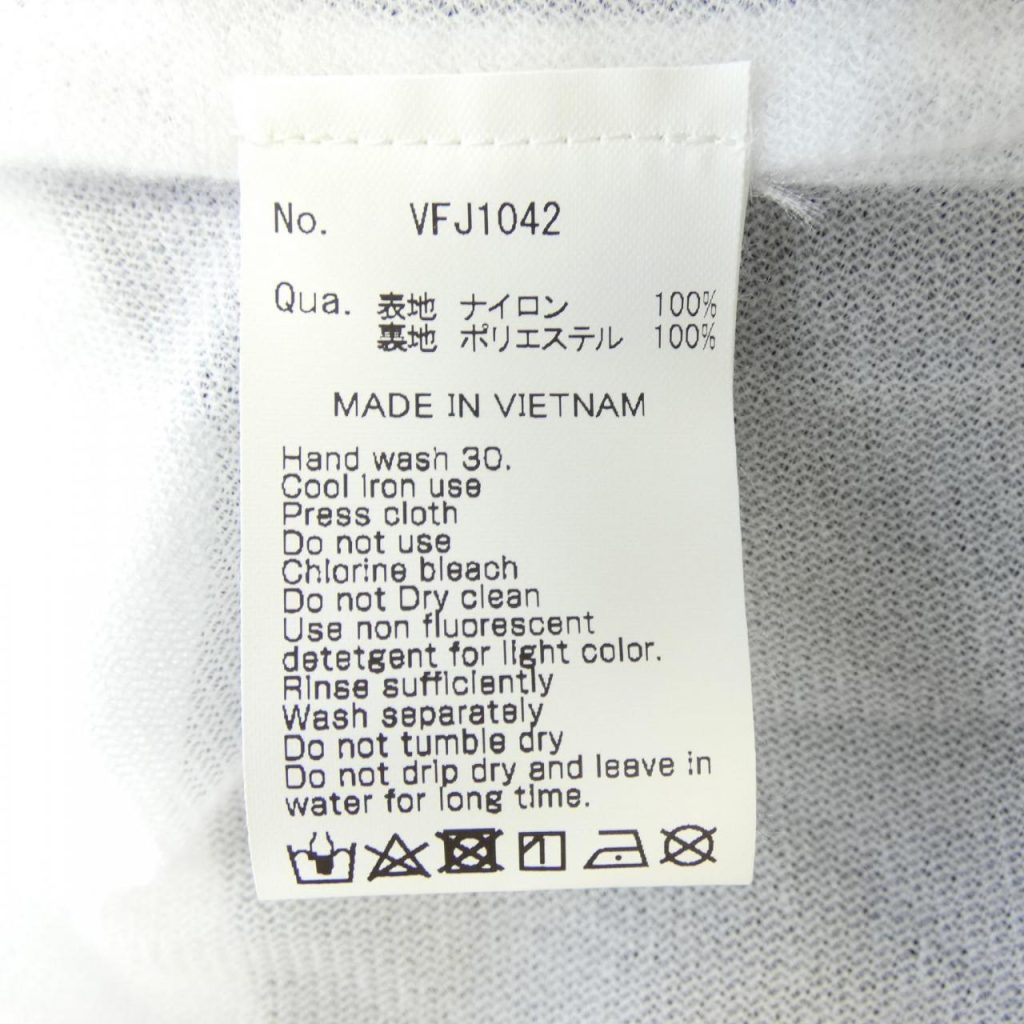 No. VFJ1042
Qua. 表地 ナイロン 100%
裏地 ポリエステル 100%
MADE IN VIETNAM
Hand wash 30.
Cool iron use
Press cloth
Do not use
Chlorine bleach
Do not Dry clean
Use non fluorescent
detetgent for light color.
Rinse sufficiently
Wash separately
Do not tumble dry
Do not drip dry and leave in
water for long time.